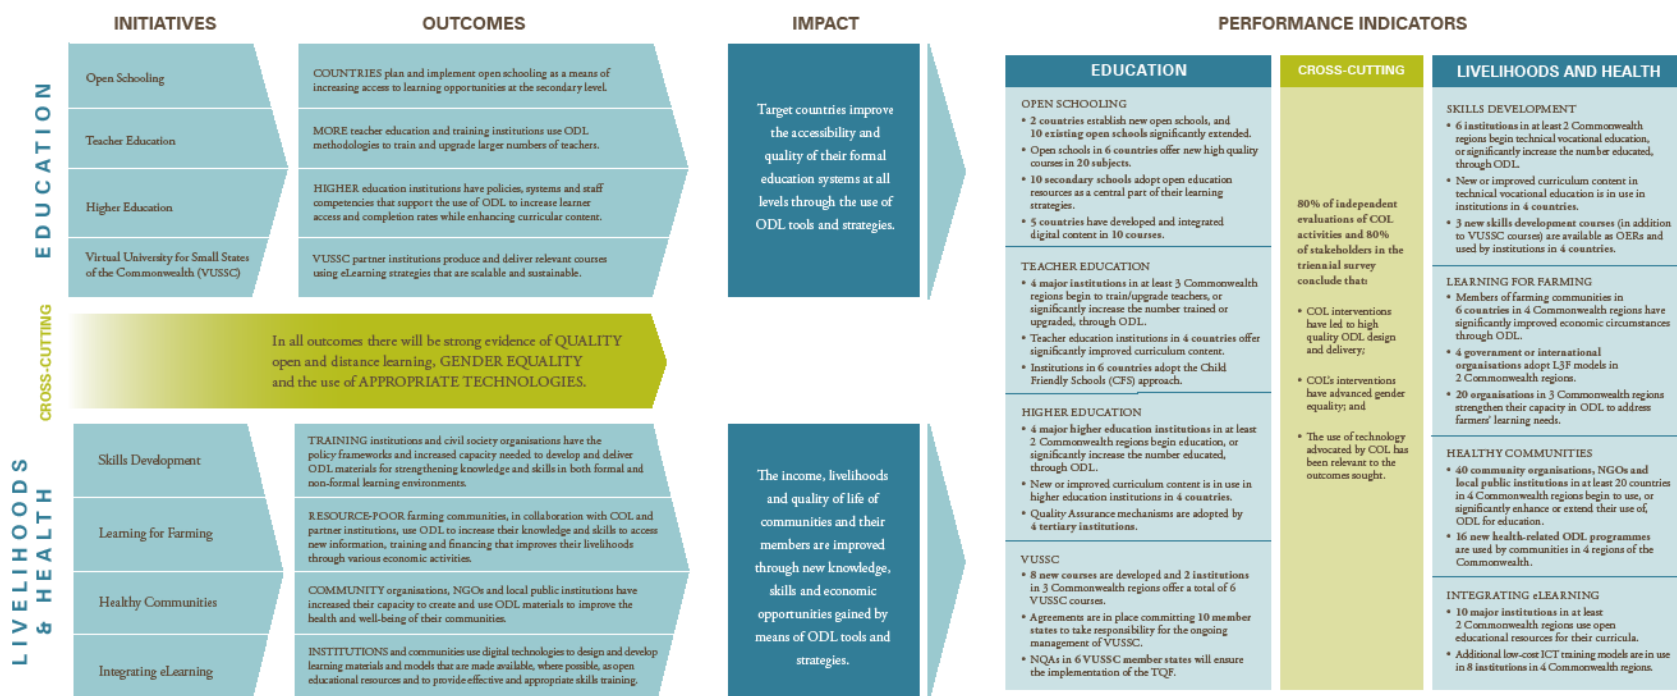 INITIATIVES
OUTCOMES
IMPACT
PERFORMANCE INDICATORS
EDUCATION
Open Schooling
COUNTRIES plan and implement open schooling as a means of
increasing access to learning opportunities at the secondary level.
Teacher Education
MORE teacher education and training institutions use ODL
methodologies to train and upgrade larger numbers of teachers.
Higher Education
HIGHER education institutions have policies, systems and staff
competencies that support the use of ODL to increase learner
access and completion rates while enhancing curricular content.
Virtual University for Small States
of the Commonwealth (VUSSC)
VUSSC partner institutions produce and deliver relevant courses
using eLearning strategies that are scalable and sustainable.
Target countries improve
the accessibility and
quality of their formal
education systems at all
levels through the use of
ODL tools and strategies.
CROSS-CUTTING
In all outcomes there will be strong evidence of QUALITY
open and distance learning, GENDER EQUALITY
and the use of APPROPRIATE TECHNOLOGIES.
LIVELIHOODS
& HEALTH
Skills Development
TRAINING institutions and civil society organisations have the
policy frameworks and increased capacity needed to develop and deliver
ODL materials for strengthening knowledge and skills in both formal and
non-formal learning environments.
Learning for Farming
RESOURCE-POOR farming communities, in collaboration with COL and
partner institutions, use ODL to increase their knowledge and skills to access
new information, training and financing that improves their livelihoods
through various economic activities.
Healthy Communities
COMMUNITY organisations, NGOs and local public institutions have
increased their capacity to create and use ODL materials to improve the
health and well-being of their communities.
Integrating eLearning
INSTITUTIONS and communities use digital technologies to design and develop
learning materials and models that are made available, where possible, as open
educational resources and to provide effective and appropriate skills training.
The income, livelihoods
and quality of life of
communities and their
members are improved
through new knowledge,
skills and economic
opportunities gained by
means of ODL tools and
strategies.
EDUCATION
OPEN SCHOOLING
• 2 countries establish new open schools, and
10 existing open schools significantly extended.
• Open schools in 6 countries offer new high quality
courses in 20 subjects.
• 10 secondary schools adopt open education
resources as a central part of their learning
strategies.
• 5 countries have developed and integrated
digital content in 10 courses.
TEACHER EDUCATION
• 4 major institutions in at least 3 Commonwealth
regions begin to train/upgrade teachers, or
significantly increase the number trained or
upgraded, through ODL.
• Teacher education institutions in 4 countries offer
significantly improved curriculum content.
• Institutions in 6 countries adopt the Child
Friendly Schools (CFS) approach.
HIGHER EDUCATION
• 4 major higher education institutions in at least
2 Commonwealth regions begin education, or
significantly increase the number educated,
through ODL.
• New or improved curriculum content is in use in
higher education institutions in 4 countries.
• Quality Assurance mechanisms are adopted by
4 tertiary institutions.
VUSSC
• 8 new courses are developed and 2 institutions
in 3 Commonwealth regions offer a total of 6
VUSSC courses.
• Agreements are in place committing 10 member
states to take responsibility for the ongoing
management of VUSSC.
• NQAs in 6 VUSSC member states will ensure
the implementation of the TQF.
CROSS-CUTTING
80% of independent
evaluations of COL
activities and 80%
of stakeholders in the
triennial survey
conclude that:
• COL interventions
have led to high
quality ODL design
and delivery;
• COL's interventions
have advanced gender
equality; and
• The use of technology
advocated by COL has
been relevant to the
outcomes sought.
LIVELIHOODS AND HEALTH
SKILLS DEVELOPMENT
• 6 institutions in at least 2 Commonwealth
regions begin technical vocational education,
or significantly increase the number educated,
through ODL.
• New or improved curriculum content in
technical vocational education is in use in
institutions in 4 countries.
• 3 new skills development courses (in addition
to VUSSC courses) are available as OERs and
used by institutions in 4 countries.
LEARNING FOR FARMING
• Members of farming communities in
6 countries in 4 Commonwealth regions have
significantly improved economic circumstances
through ODL.
• 4 government or international
organisations adopt L3F models in
2 Commonwealth regions.
• 20 organisations in 3 Commonwealth regions
strengthen their capacity in ODL to address
farmers' learning needs.
HEALTHY COMMUNITIES
• 40 community organisations, NGOs and
local public institutions in at least 20 countries
in 4 Commonwealth regions begin to use, or
significantly enhance or extend their use of,
ODL for education.
• 16 new health-related ODL programmes
are used by communities in 4 regions of the
Commonwealth.
INTEGRATING eLEARNING
• 10 major institutions in at least
2 Commonwealth regions use open
educational resources for their curricula.
• Additional low-cost ICT training models are in use
in 8 institutions in 4 Commonwealth regions.